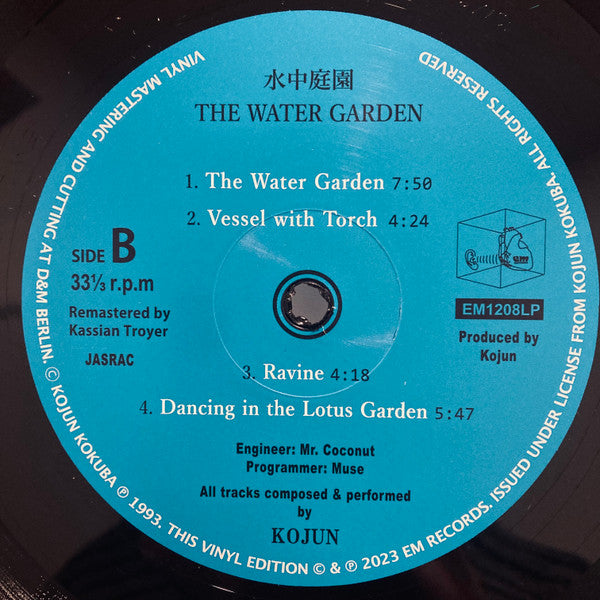 水中庭園
THE WATER GARDEN
1. The Water Garden 7:50
2. Vessel with Torch 4:24
SIDE B
33⅓ r.p.m
Remastered by
Kassian Troyer
JASRAC
EM1208LP
Produced by
Kojun
3. Ravine 4:18
4. Dancing in the Lotus Garden 5:47
Engineer: Mr. Coconut
Programmer: Muse
All tracks composed & performed
by
KOJUN
VINYL MASTERING AND CUTTING AT D&M BERLIN. © KOJUN KOKUBA ℗ 1993. THIS VINYL EDITION © & ℗ 2023 EM RECORDS. ISSUED UNDER LICENSE FROM KOJUN KOKUBA. ALL RIGHTS RESERVED